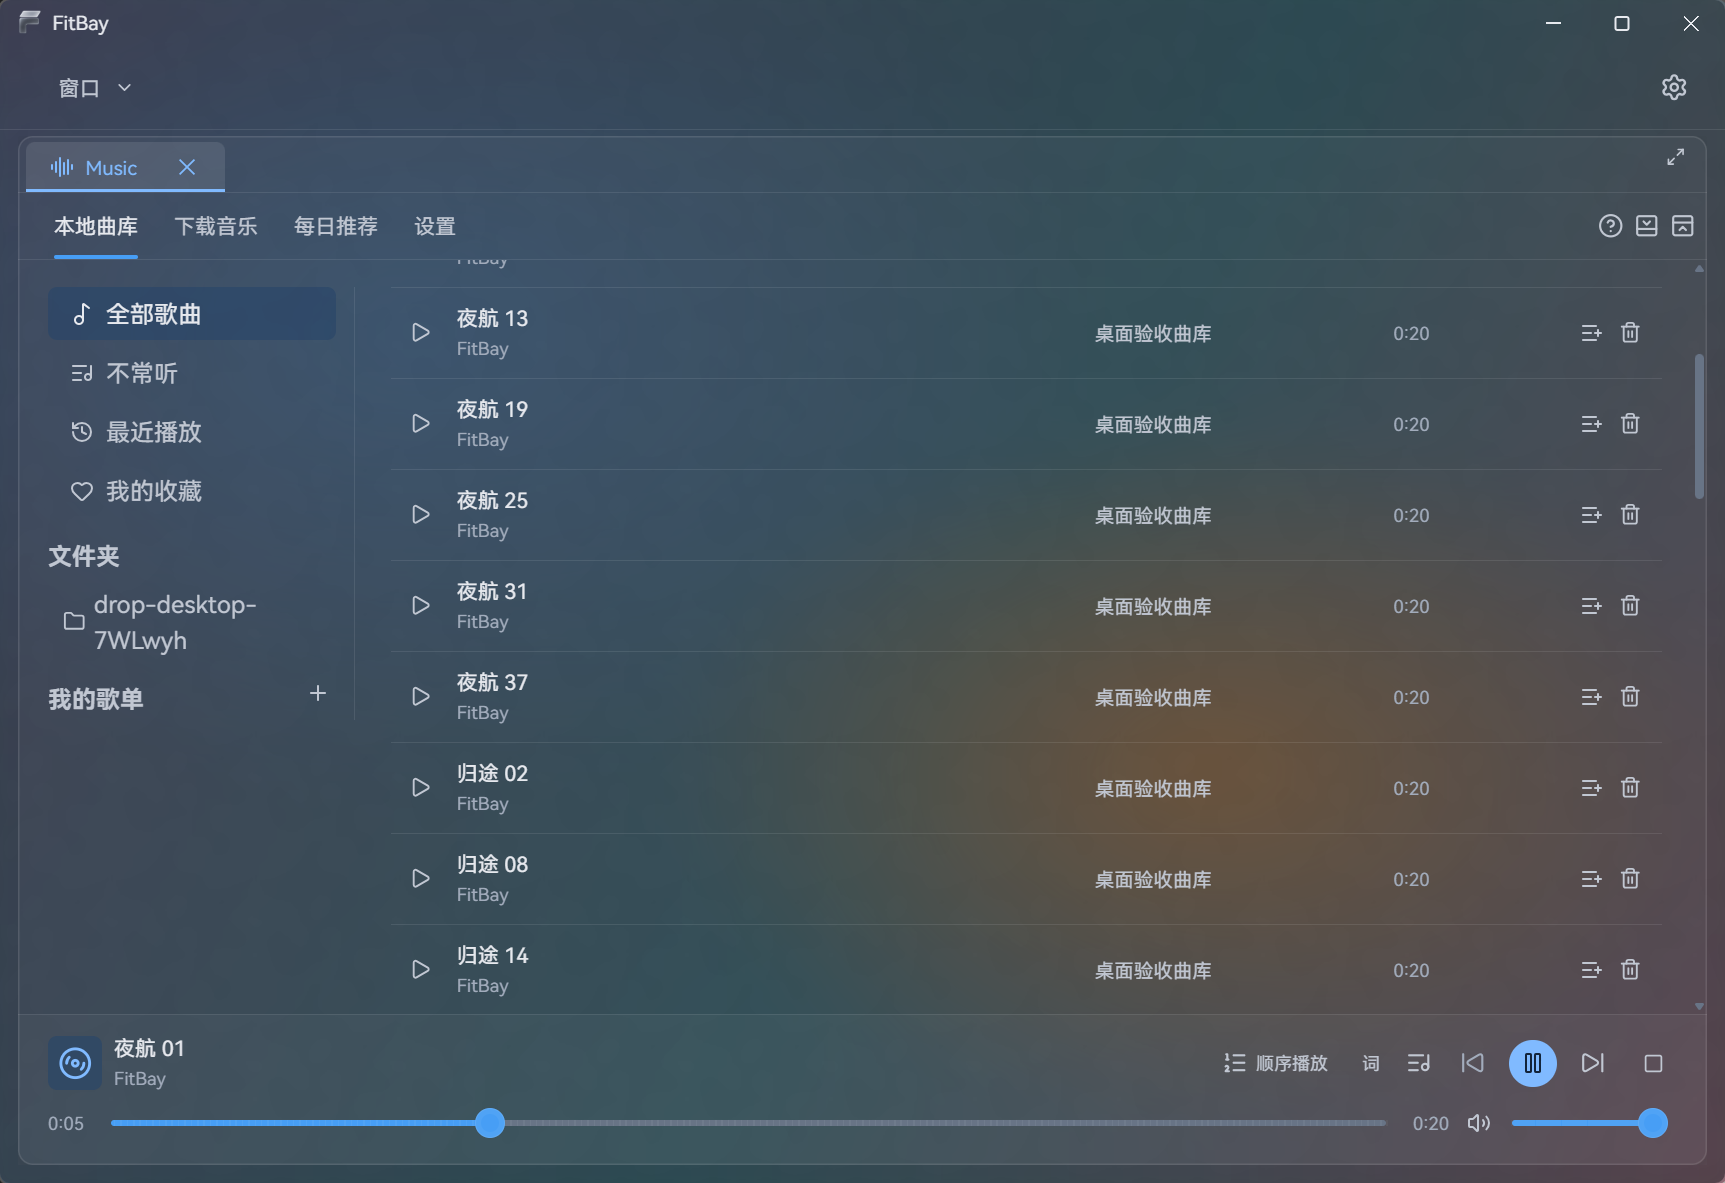 FitBay
窗口
Music
本地曲库 下载音乐 每日推荐 设置
全部歌曲
不常听
最近播放
我的收藏
文件夹
drop-desktop-
7WLwyh
我的歌单
FitBay
夜航 13
FitBay
桌面验收曲库 0:20
夜航 19
FitBay
桌面验收曲库 0:20
夜航 25
FitBay
桌面验收曲库 0:20
夜航 31
FitBay
桌面验收曲库 0:20
夜航 37
FitBay
桌面验收曲库 0:20
归途 02
FitBay
桌面验收曲库 0:20
归途 08
FitBay
桌面验收曲库 0:20
归途 14
FitBay
桌面验收曲库 0:20
夜航 01
FitBay
顺序播放 词
0:05 0:20